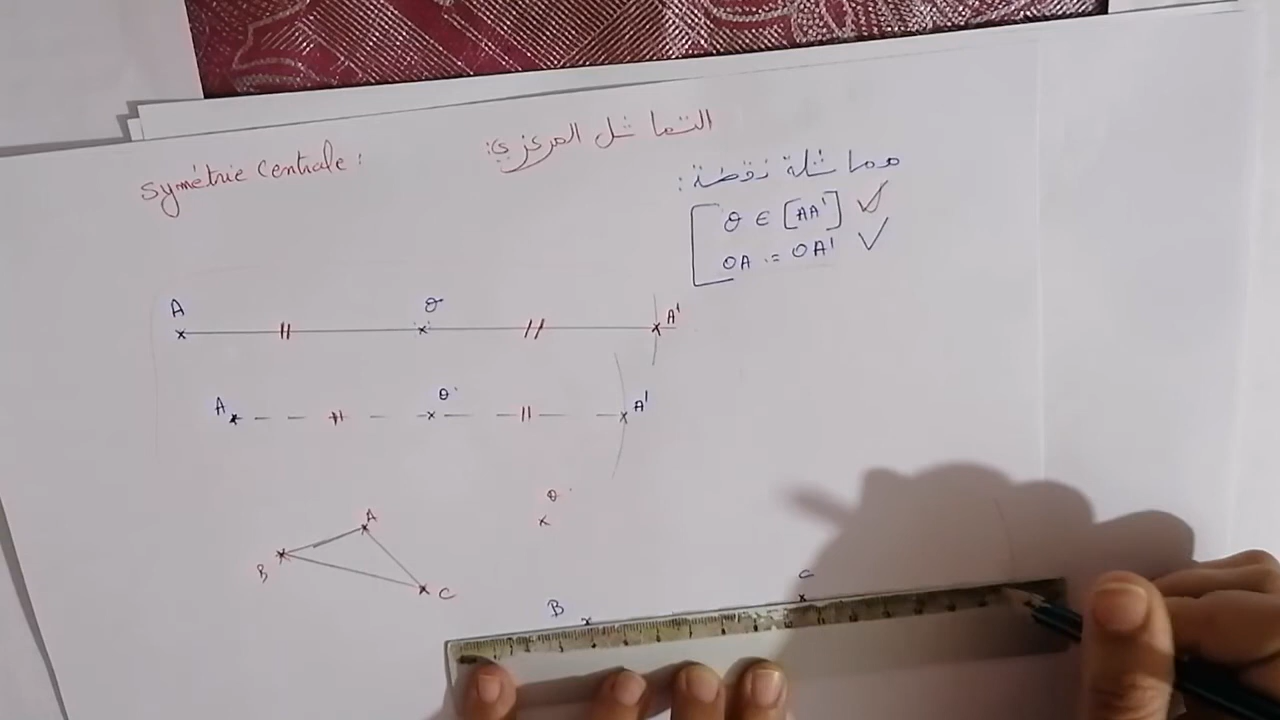 Symétrie Centrale :
التماثل المركزي:
مماثلة نقطة :
O ∈ [AA'] ✓
OA = OA' ✓
A O A'
A O A'
O
A
B
C
C
B